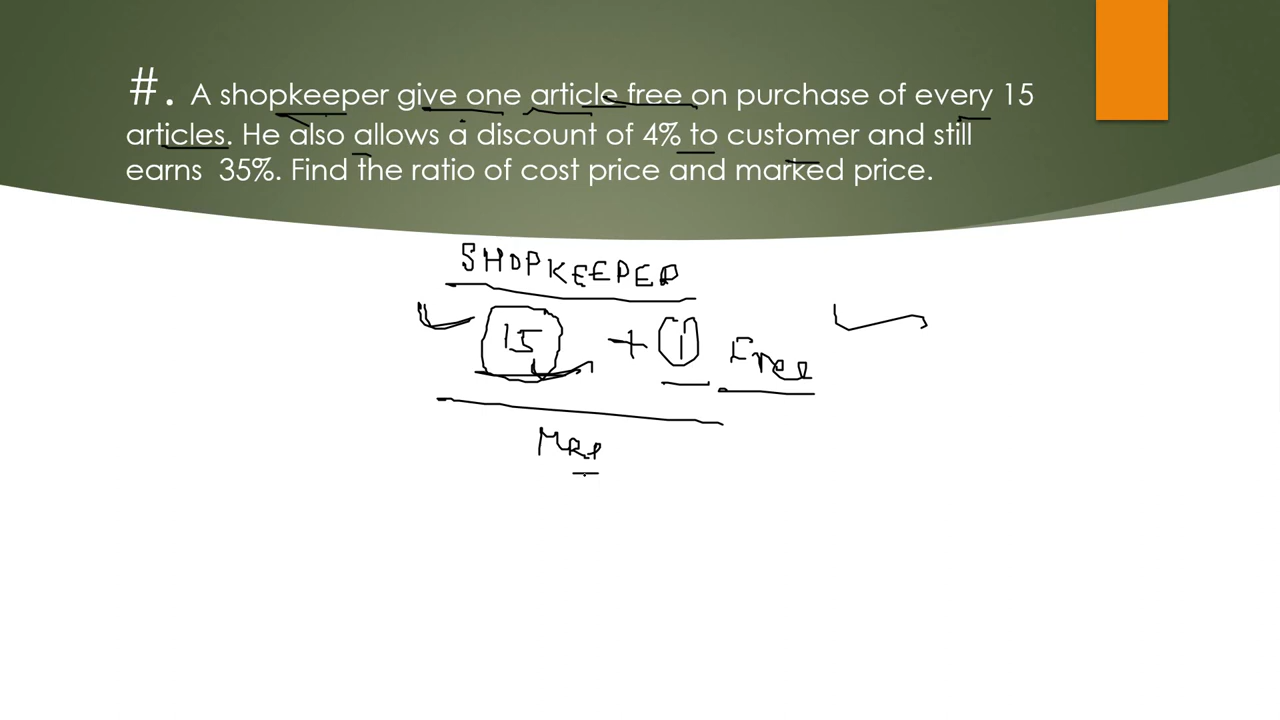 #. A shopkeeper give one article free on purchase of every 15
articles. He also allows a discount of 4% to customer and still
earns 35%. Find the ratio of cost price and marked price.
SHOPKEEPER
15 + 1 Free
MRP